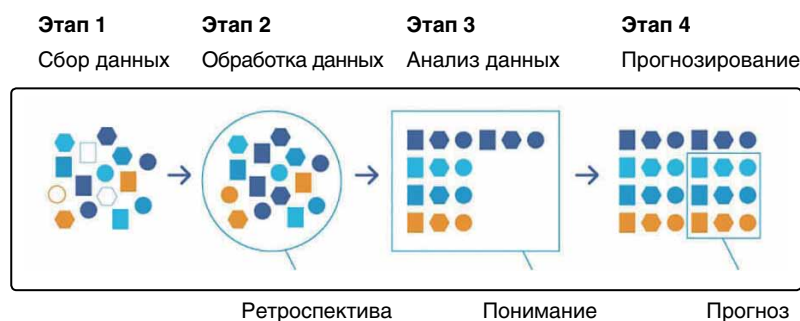 Этап 1 Этап 2 Этап 3 Этап 4
Сбор данных Обработка данных Анализ данных Прогнозирование
Ретроспектива Понимание Прогноз